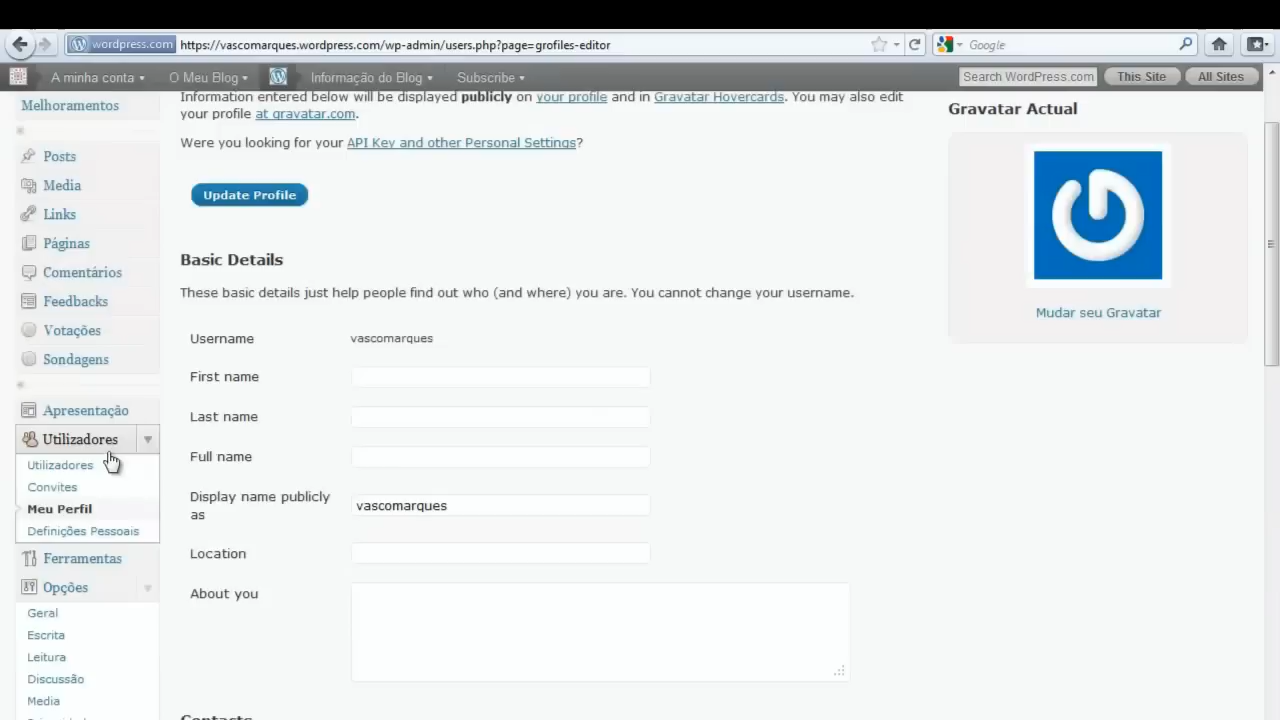 wordpress.com https://vascomarques.wordpress.com/wp-admin/users.php?page=grofiles-editor Google
A minha conta O Meu Blog Informação do Blog Subscribe Search WordPress.com This Site All Sites
Melhoramentos
Posts
Media
Links
Páginas
Comentários
Feedbacks
Votações
Sondagens
Apresentação
Utilizadores
Utilizadores
Convites
Meu Perfil
Definições Pessoais
Ferramentas
Opções
Geral
Escrita
Leitura
Discussão
Media
Information entered below will be displayed publicly on your profile and in Gravatar Hovercards. You may also edit
your profile at gravatar.com.
Were you looking for your API Key and other Personal Settings?
Update Profile
Basic Details
These basic details just help people find out who (and where) you are. You cannot change your username.
Username vascomarques
First name
Last name
Full name
Display name publicly
as
vascomarques
Location
About you
Contacts
Gravatar Actual
Mudar seu Gravatar